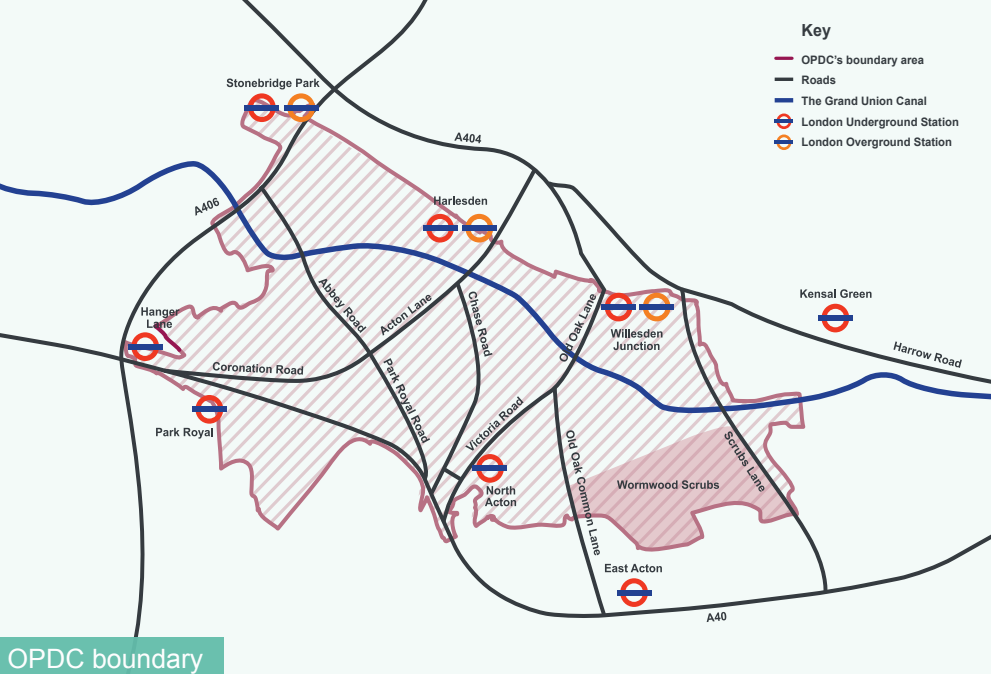 Key
OPDC's boundary area
Roads
The Grand Union Canal
London Underground Station
London Overground Station
Stonebridge Park
A404
A406
Harlesden
Hanger
Lane
Abbey Road
Acton Lane
Chase Road
Old Oak Lane
Willesden
Junction
Kensal Green
Harrow Road
Coronation Road
Park Royal Road
Park Royal
Victoria Road
Old Oak Common Lane
Scrubs Lane
Wormwood Scrubs
North
Acton
East Acton
A40
OPDC boundary